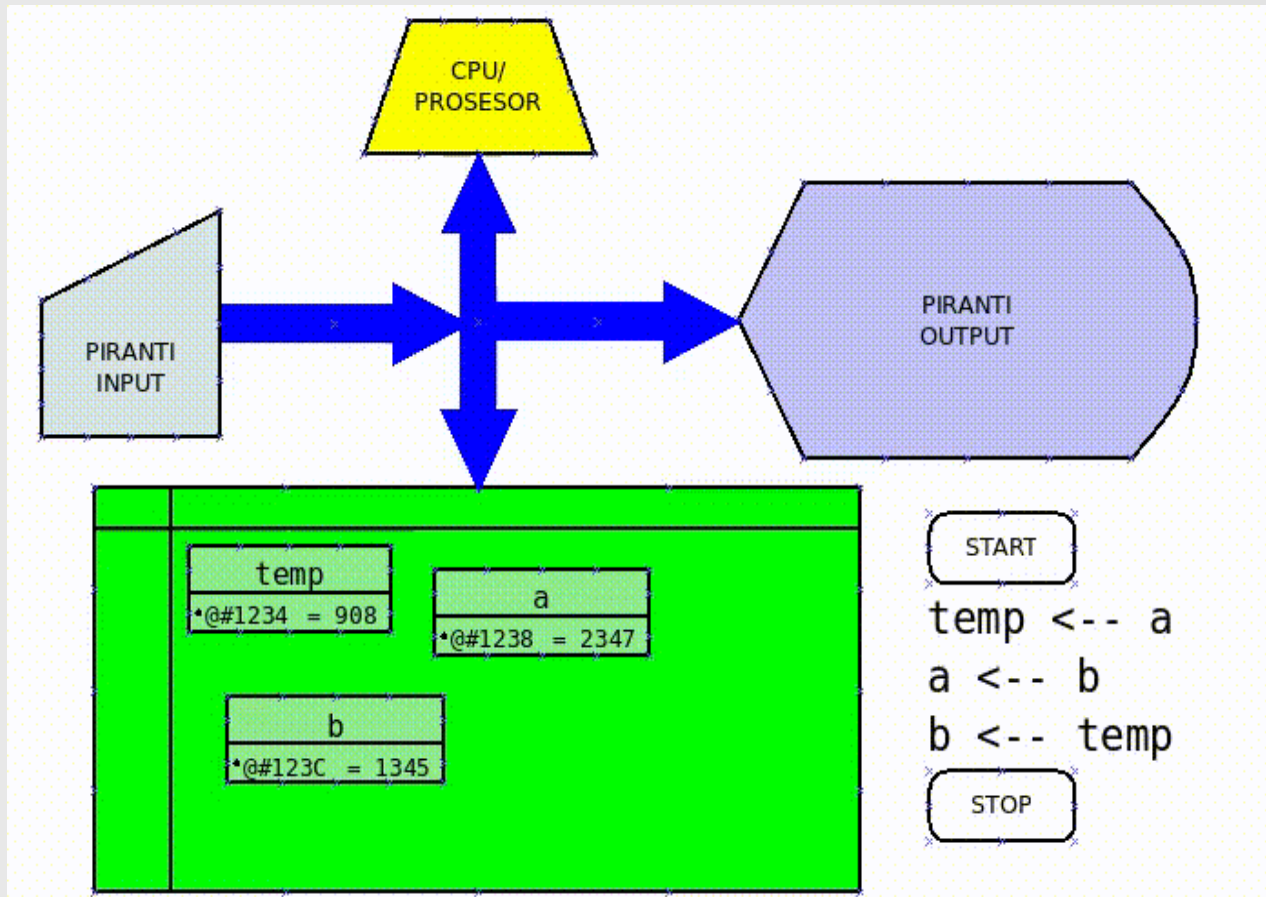 CPU/
PROSESOR
PIRANTI
INPUT
PIRANTI
OUTPUT
temp
*@#1234 = 908
a
*@#1238 = 2347
b
*@#123C = 1345
START
temp <-- a
a <-- b
b <-- temp
STOP